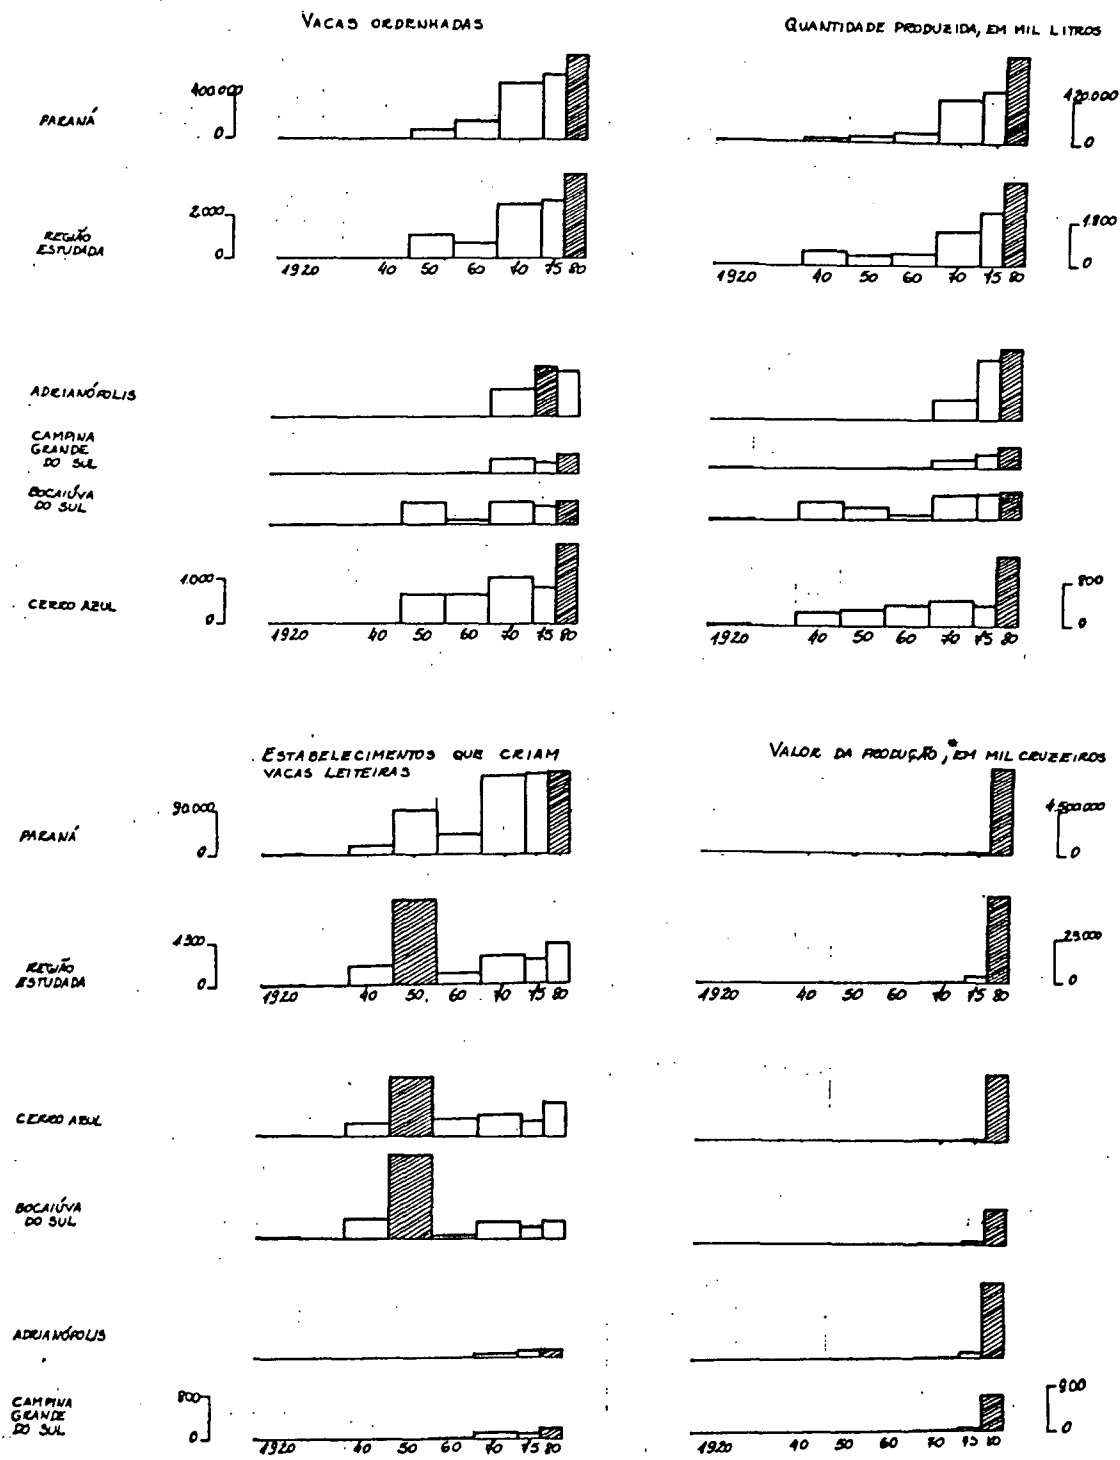 VACAS ORDENHADAS
QUANTIDADE PRODUZIDA, EM MIL LITROS
PARANÁ
400.000
0
420.000
0
REGIÃO
ESTUDADA
2.000
0
1920 40 50 60 70 75 80
1920 40 50 60 70 75 80
1.800
0
ADRIANÓPOLIS
CAMPINA
GRANDE
DO SUL
BOCAIÚVA
DO SUL
CERRO AZUL
1.000
0
1920 40 50 60 70 75 80
1920 40 50 60 70 75 80
800
0
ESTABELECIMENTOS QUE CRIAM
VACAS LEITEIRAS
VALOR DA PRODUÇÃO,* EM MIL CRUZEIROS
PARANÁ
90.000
0
4.500.000
0
REGIÃO
ESTUDADA
1.300
0
1920 40 50 60 70 75 80
1920 40 50 60 70 75 80
25.000
0
CERRO AZUL
BOCAIÚVA
DO SUL
ADRIANÓPOLIS
CAMPINA
GRANDE
DO SUL
800
0
1920 40 50 60 70 75 80
1920 40 50 60 70 75 80
900
0